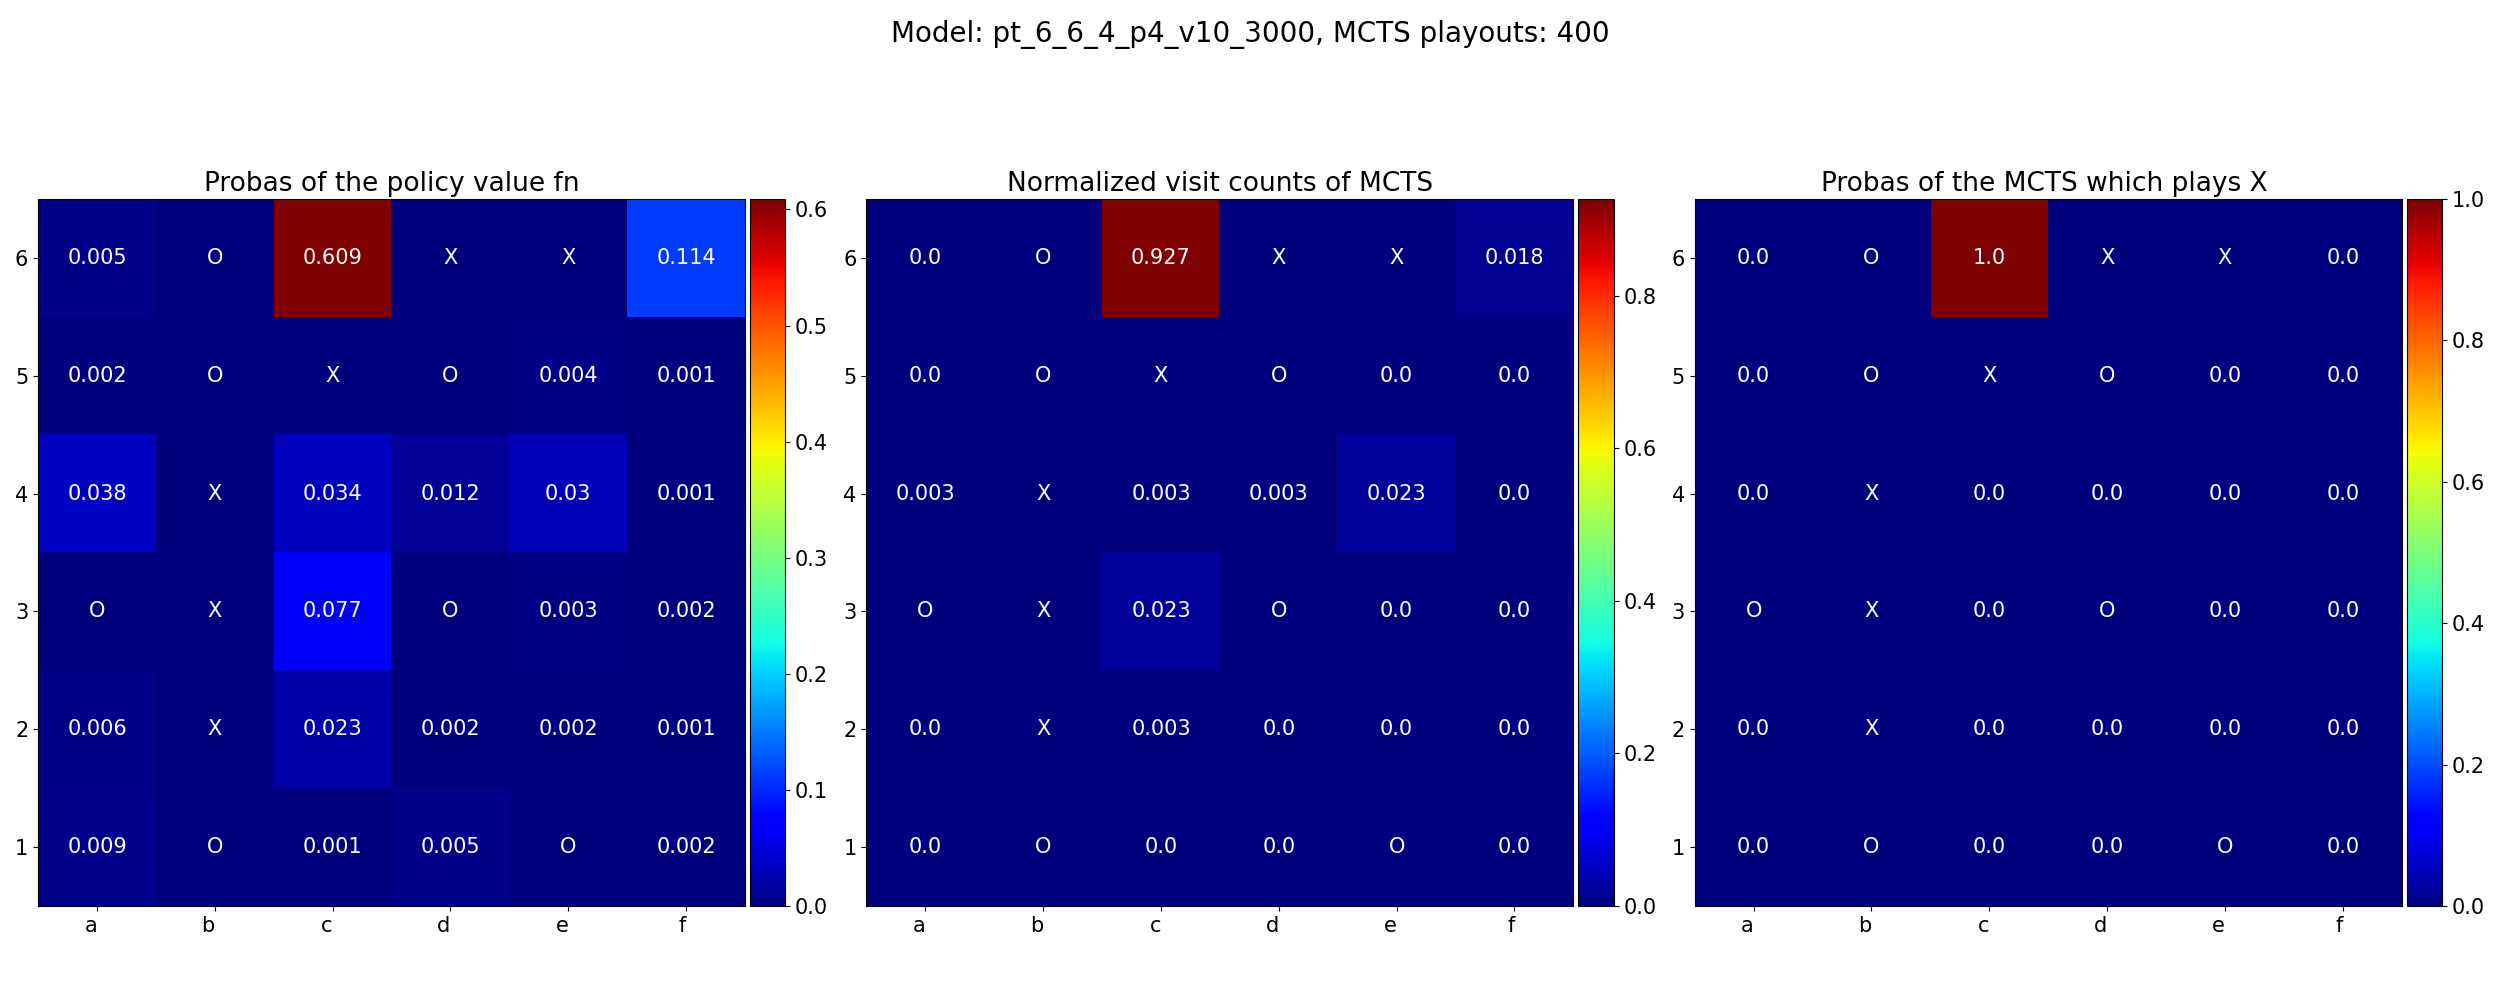 Model: pt_6_6_4_p4_v10_3000, MCTS playouts: 400
Probas of the policy value fn
6 0.005 O 0.609 X X 0.114
5 0.002 O X O 0.004 0.001
4 0.038 X 0.034 0.012 0.03 0.001
3 O X 0.077 O 0.003 0.002
2 0.006 X 0.023 0.002 0.002 0.001
1 0.009 O 0.001 0.005 O 0.002
a b c d e f
0.6
0.5
0.4
0.3
0.2
0.1
0.0
Normalized visit counts of MCTS
6 0.0 O 0.927 X X 0.018
5 0.0 O X O 0.0 0.0
4 0.003 X 0.003 0.003 0.023 0.0
3 O X 0.023 O 0.0 0.0
2 0.0 X 0.003 0.0 0.0 0.0
1 0.0 O 0.0 0.0 O 0.0
a b c d e f
0.8
0.6
0.4
0.2
0.0
Probas of the MCTS which plays X
6 0.0 O 1.0 X X 0.0
5 0.0 O X O 0.0 0.0
4 0.0 X 0.0 0.0 0.0 0.0
3 O X 0.0 O 0.0 0.0
2 0.0 X 0.0 0.0 0.0 0.0
1 0.0 O 0.0 0.0 O 0.0
a b c d e f
1.0
0.8
0.6
0.4
0.2
0.0